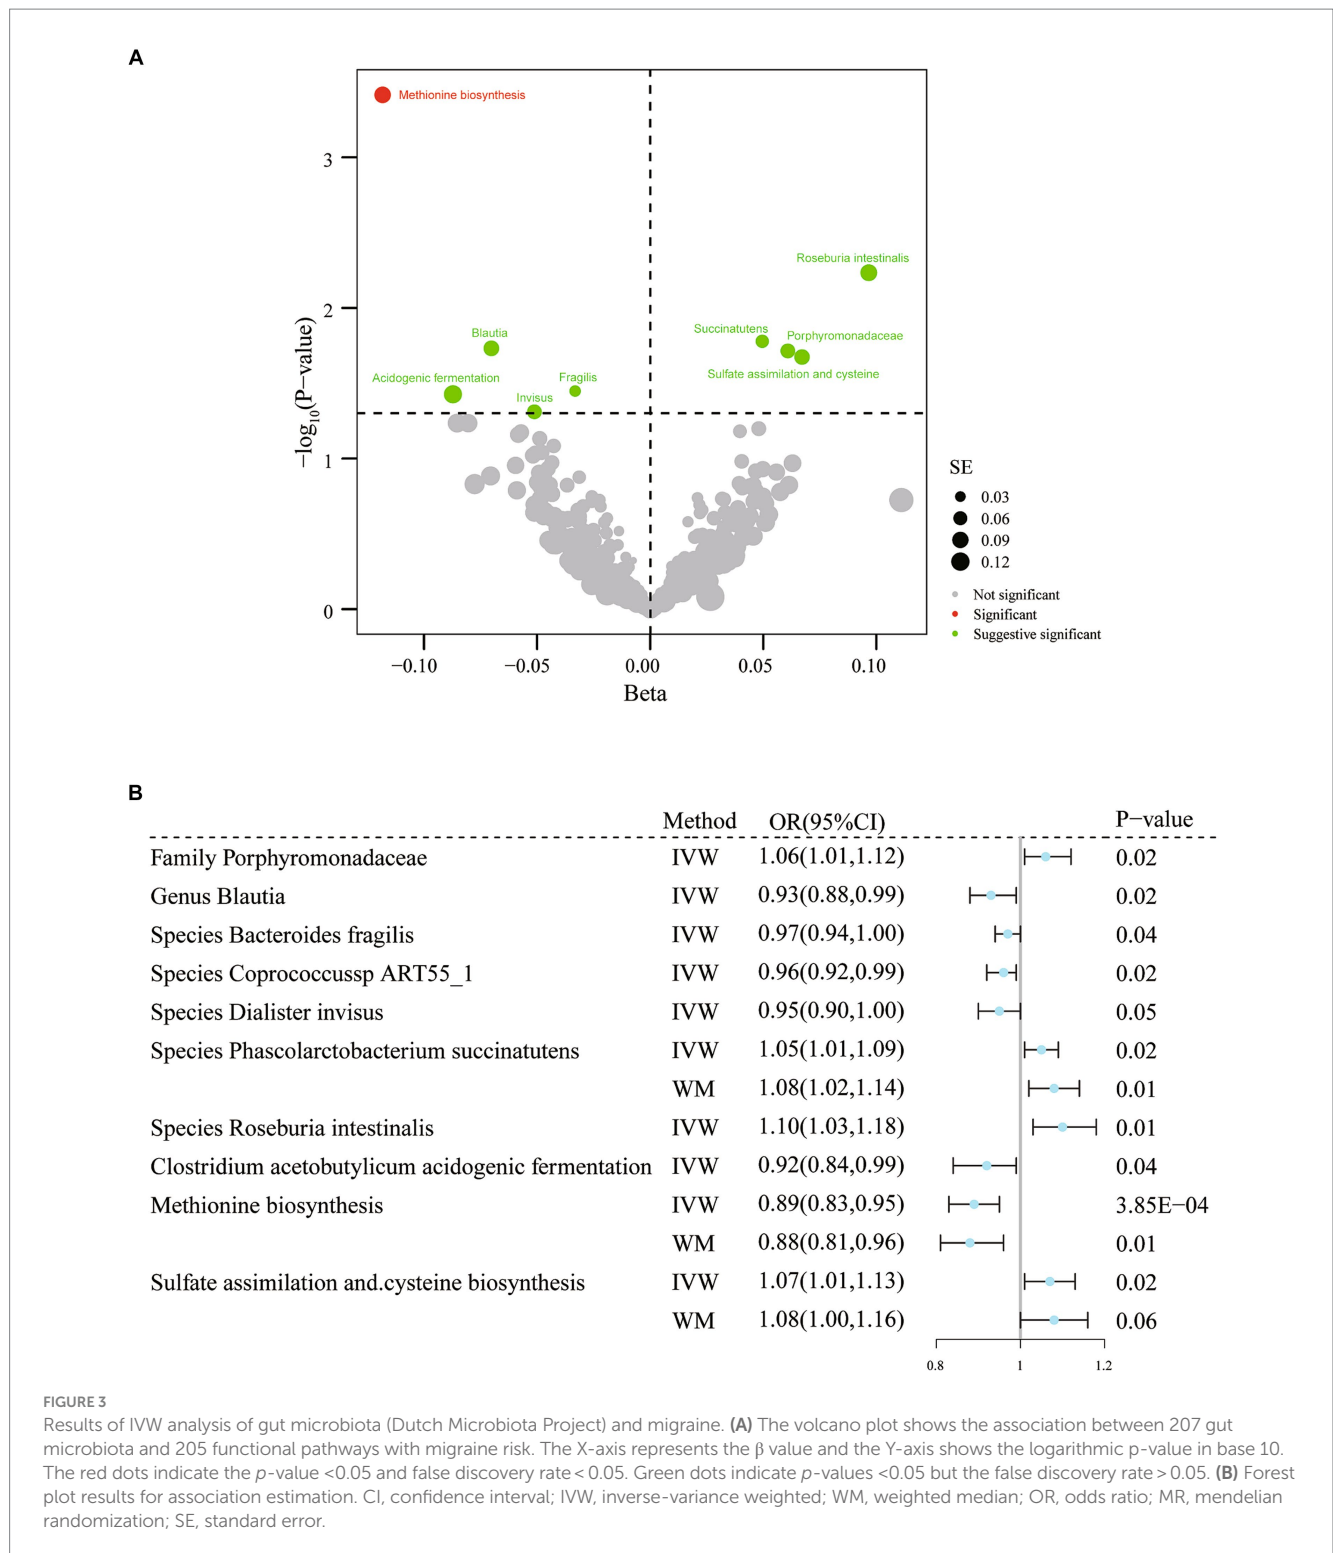 A
Methionine biosynthesis
Roseburia intestinalis
Succinatutens
Porphyromonadaceae
Blautia
Sulfate assimilation and cysteine
Acidogenic fermentation
Fragilis
Invisus
3
2
1
0
−log10(P−value)
−0.10 −0.05 0.00 0.05 0.10
Beta
SE
0.03
0.06
0.09
0.12
Not significant
Significant
Suggestive significant
B
Method OR(95%CI) P−value
Family Porphyromonadaceae IVW 1.06(1.01,1.12) 0.02
Genus Blautia IVW 0.93(0.88,0.99) 0.02
Species Bacteroides fragilis IVW 0.97(0.94,1.00) 0.04
Species Coprococcussp ART55_1 IVW 0.96(0.92,0.99) 0.02
Species Dialister invisus IVW 0.95(0.90,1.00) 0.05
Species Phascolarctobacterium succinatutens IVW 1.05(1.01,1.09) 0.02
WM 1.08(1.02,1.14) 0.01
Species Roseburia intestinalis IVW 1.10(1.03,1.18) 0.01
Clostridium acetobutylicum acidogenic fermentation IVW 0.92(0.84,0.99) 0.04
Methionine biosynthesis IVW 0.89(0.83,0.95) 3.85E−04
WM 0.88(0.81,0.96) 0.01
Sulfate assimilation and.cysteine biosynthesis IVW 1.07(1.01,1.13) 0.02
WM 1.08(1.00,1.16) 0.06
0.8 1 1.2
FIGURE 3
Results of IVW analysis of gut microbiota (Dutch Microbiota Project) and migraine. (A) The volcano plot shows the association between 207 gut
microbiota and 205 functional pathways with migraine risk. The X-axis represents the β value and the Y-axis shows the logarithmic p-value in base 10.
The red dots indicate the p-value <0.05 and false discovery rate < 0.05. Green dots indicate p-values <0.05 but the false discovery rate > 0.05. (B) Forest
plot results for association estimation. CI, confidence interval; IVW, inverse-variance weighted; WM, weighted median; OR, odds ratio; MR, mendelian
randomization; SE, standard error.